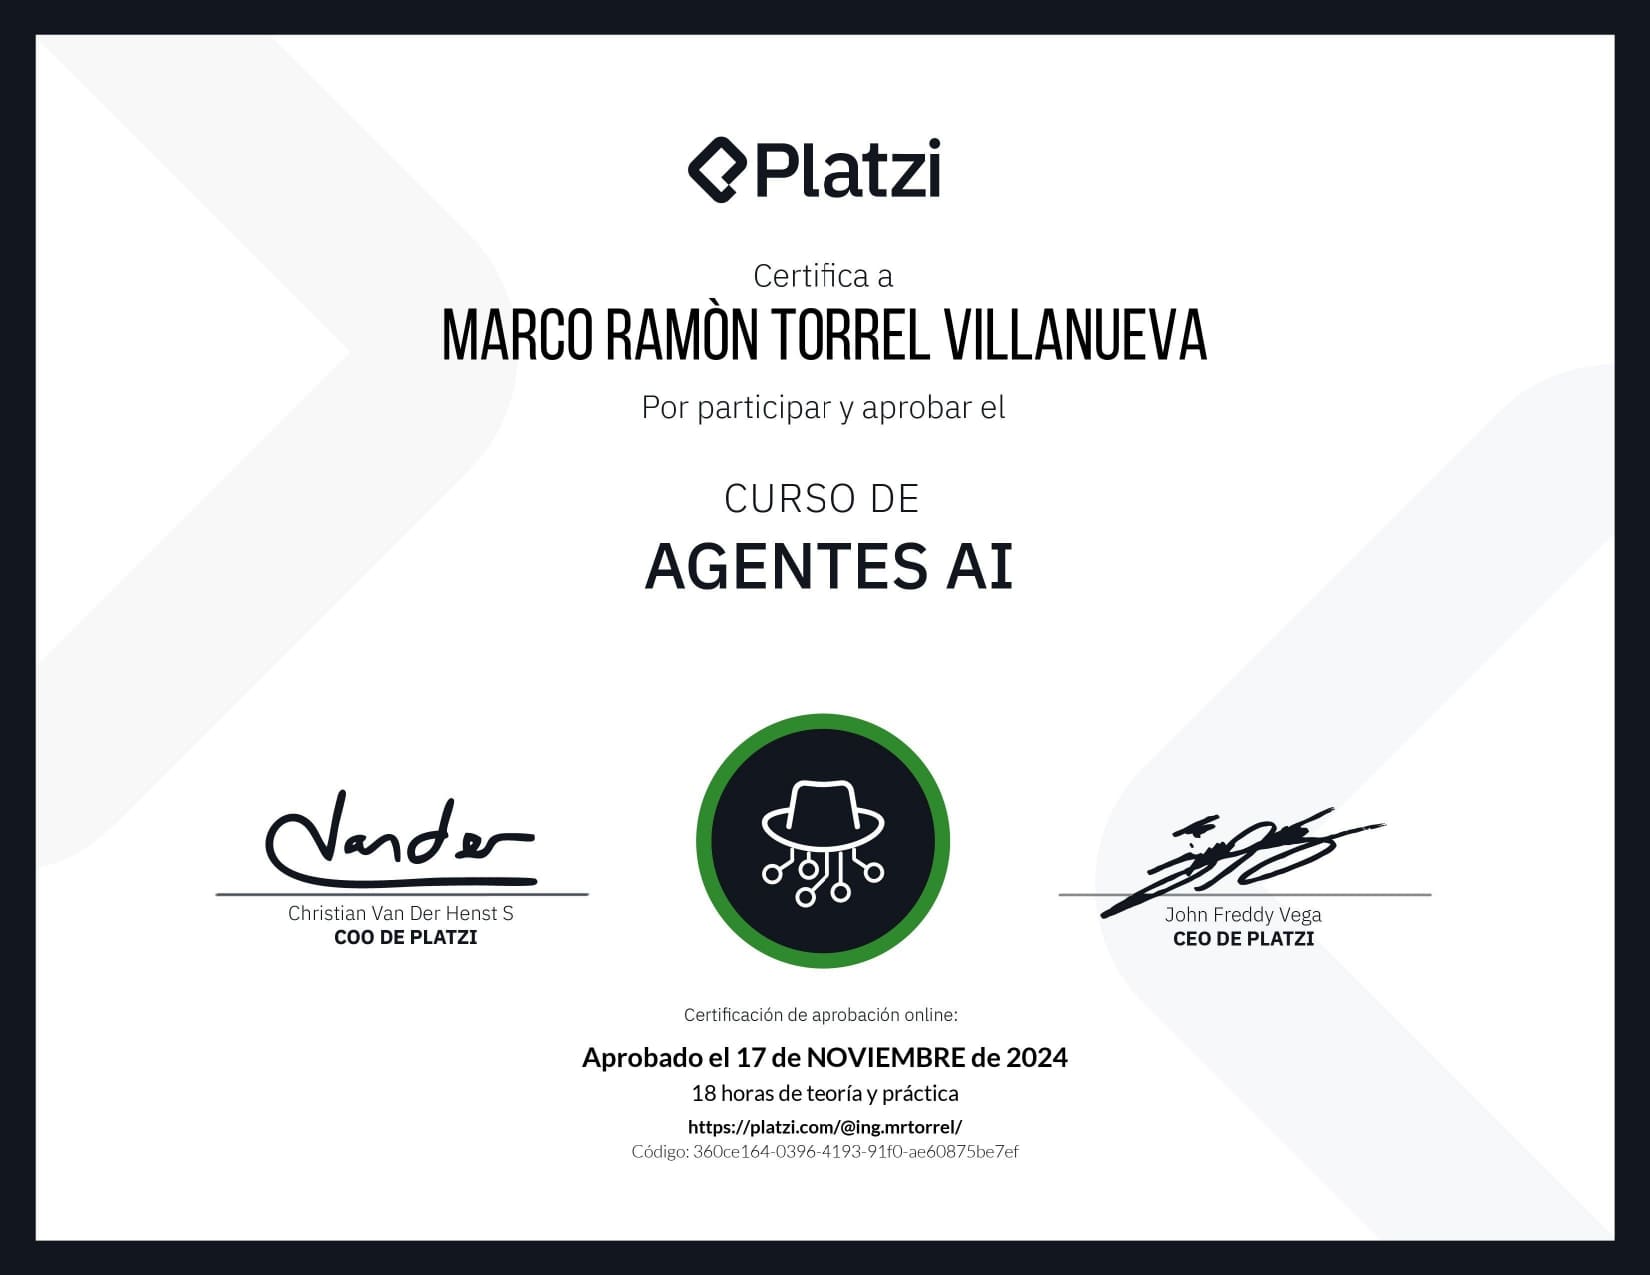 Platzi
Certifica a
MARCO RAMÒN TORREL VILLANUEVA
Por participar y aprobar el
CURSO DE
AGENTES AI
Vander
Christian Van Der Henst S
COO DE PLATZI
John Freddy Vega
CEO DE PLATZI
Certificación de aprobación online:
Aprobado el 17 de NOVIEMBRE de 2024
18 horas de teoría y práctica
https://platzi.com/@ing.mrtorrel/
Código: 360ce164-0396-4193-91f0-ae60875be7ef